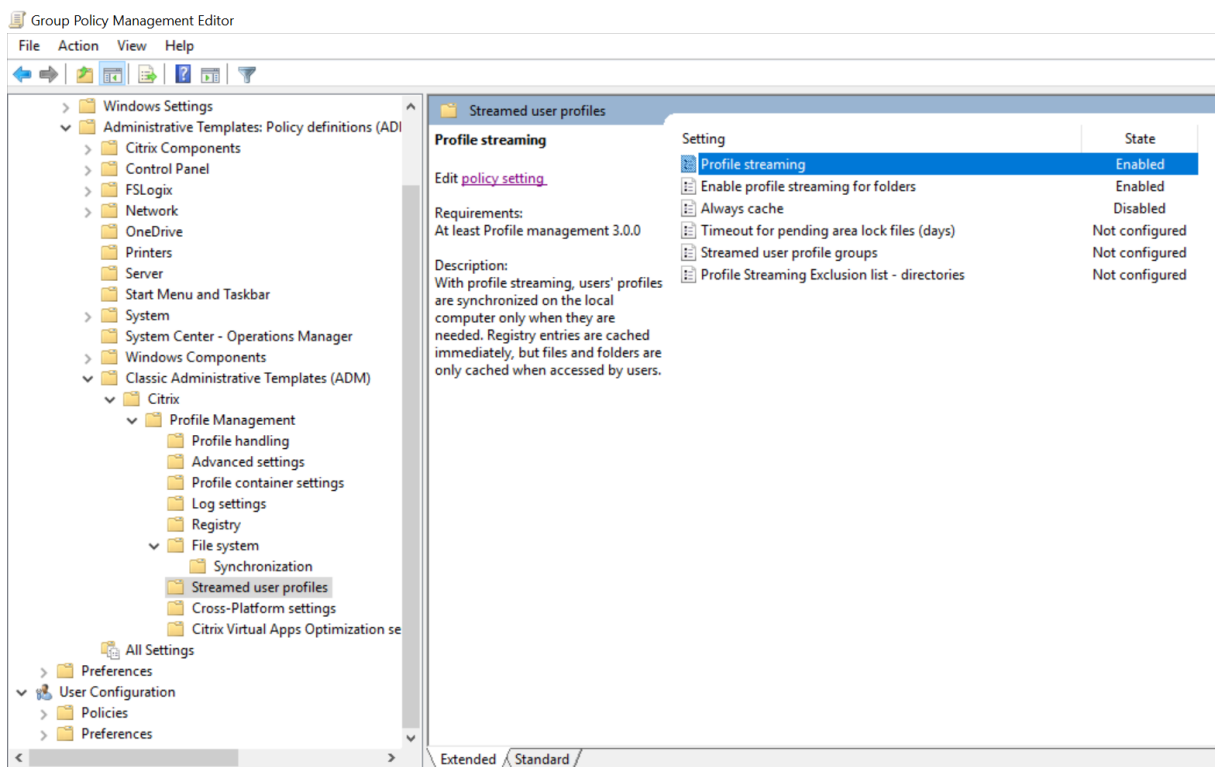 Group Policy Management Editor
File Action View Help
Windows Settings
Administrative Templates: Policy definitions (ADI
Citrix Components
Control Panel
FSLogix
Network
OneDrive
Printers
Server
Start Menu and Taskbar
System
System Center - Operations Manager
Windows Components
Classic Administrative Templates (ADM)
Citrix
Profile Management
Profile handling
Advanced settings
Profile container settings
Log settings
Registry
File system
Synchronization
Streamed user profiles
Cross-Platform settings
Citrix Virtual Apps Optimization se
All Settings
Preferences
User Configuration
Policies
Preferences
Streamed user profiles
Profile streaming
Edit policy setting
Requirements:
At least Profile management 3.0.0
Description:
With profile streaming, users' profiles
are synchronized on the local
computer only when they are
needed. Registry entries are cached
immediately, but files and folders are
only cached when accessed by users.
Setting State
Profile streaming Enabled
Enable profile streaming for folders Enabled
Always cache Disabled
Timeout for pending area lock files (days) Not configured
Streamed user profile groups Not configured
Profile Streaming Exclusion list - directories Not configured
Extended Standard